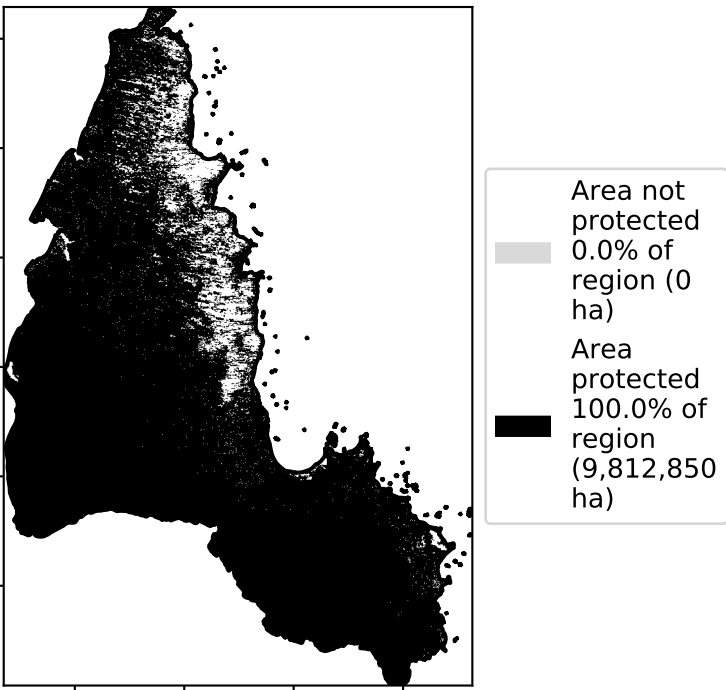 Area not
protected
0.0% of
region (0
ha)
Area
protected
100.0% of
region
(9,812,850
ha)